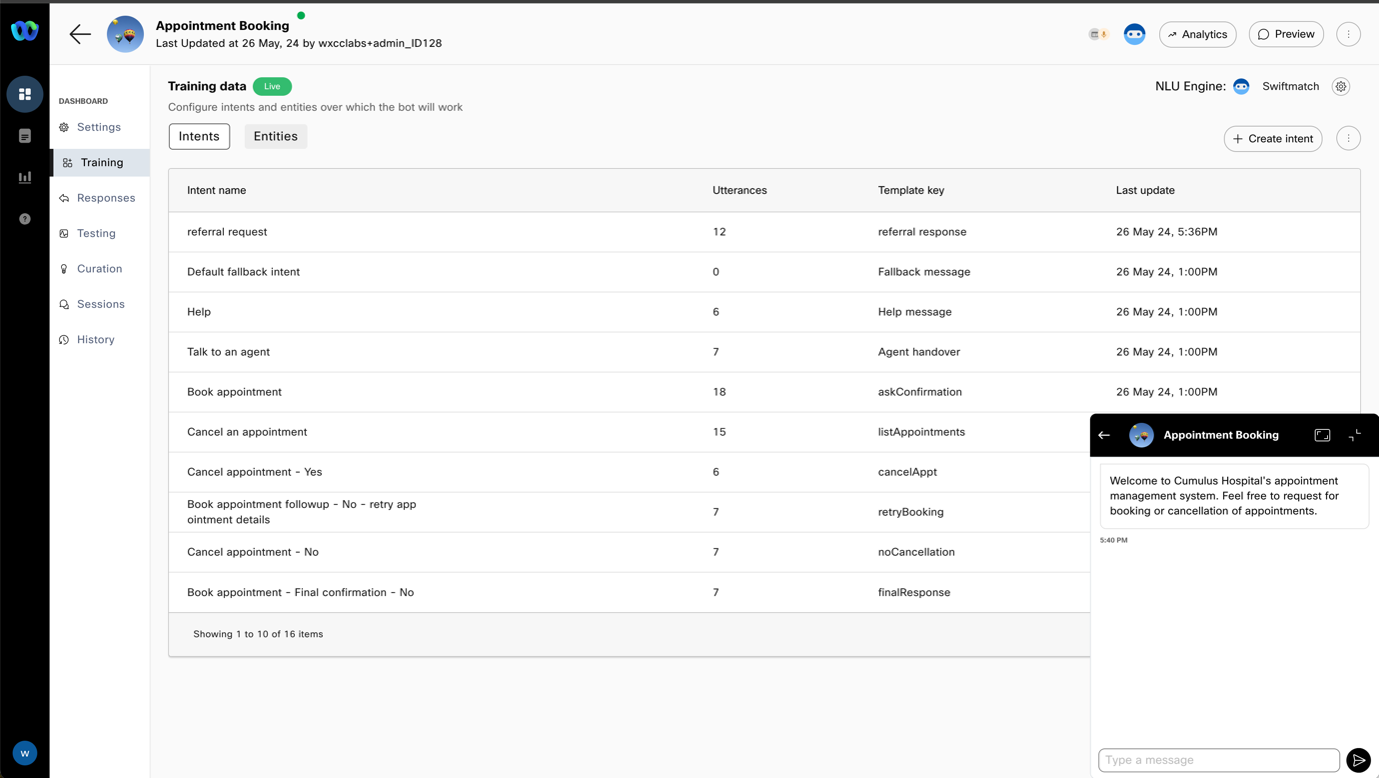 Appointment Booking
Last Updated at 26 May, 24 by wxcclabs+admin_ID128
Analytics
Preview
DASHBOARD
Settings
Training
Responses
Testing
Curation
Sessions
History
Training data Live
Configure intents and entities over which the bot will work
NLU Engine: Swiftmatch
Intents Entities
Create intent
Intent name Utterances Template key Last update
referral request 12 referral response 26 May 24, 5:36PM
Default fallback intent 0 Fallback message 26 May 24, 1:00PM
Help 6 Help message 26 May 24, 1:00PM
Talk to an agent 7 Agent handover 26 May 24, 1:00PM
Book appointment 18 askConfirmation 26 May 24, 1:00PM
Cancel an appointment 15 listAppointments
Cancel appointment - Yes 6 cancelAppt
Book appointment followup - No - retry app
ointment details 7 retryBooking
Cancel appointment - No 7 noCancellation
Book appointment - Final confirmation - No 7 finalResponse
Showing 1 to 10 of 16 items
Appointment Booking
Welcome to Cumulus Hospital's appointment
management system. Feel free to request for
booking or cancellation of appointments.
5:40 PM
Type a message
W